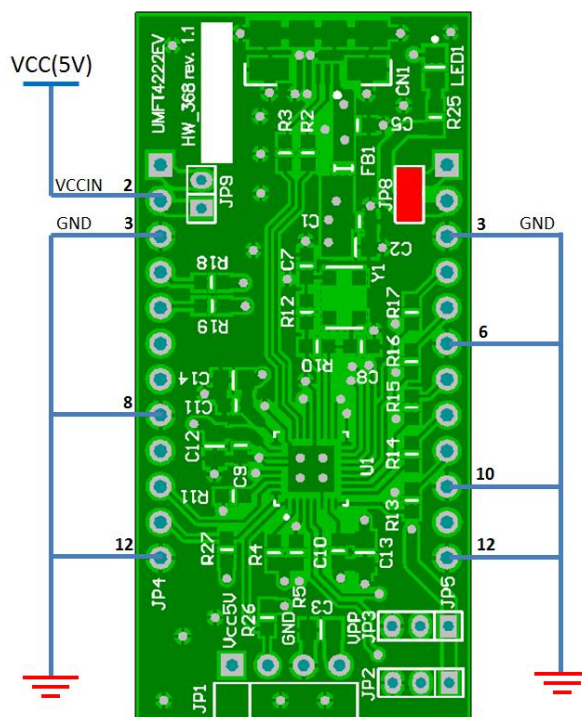 VCC(5V)
UMFT4222EV
HW_368 rev. 1.1
LED1
CN1
R25
C5
R3
R2
FB1
JP9
JP8
VCCIN
2
GND
3
3
GND
C1
C2
C7
Y1
R18
R19
R12
R17
6
R16
R10
C8
C14
C11
R15
8
C12
R14
U1
C9
R11
10
R13
12
12
R27
R4
C10
C13
JP4
JP5
R5
Vcc5V
R26
GND
C3
VPP
JP3
JP1
JP2